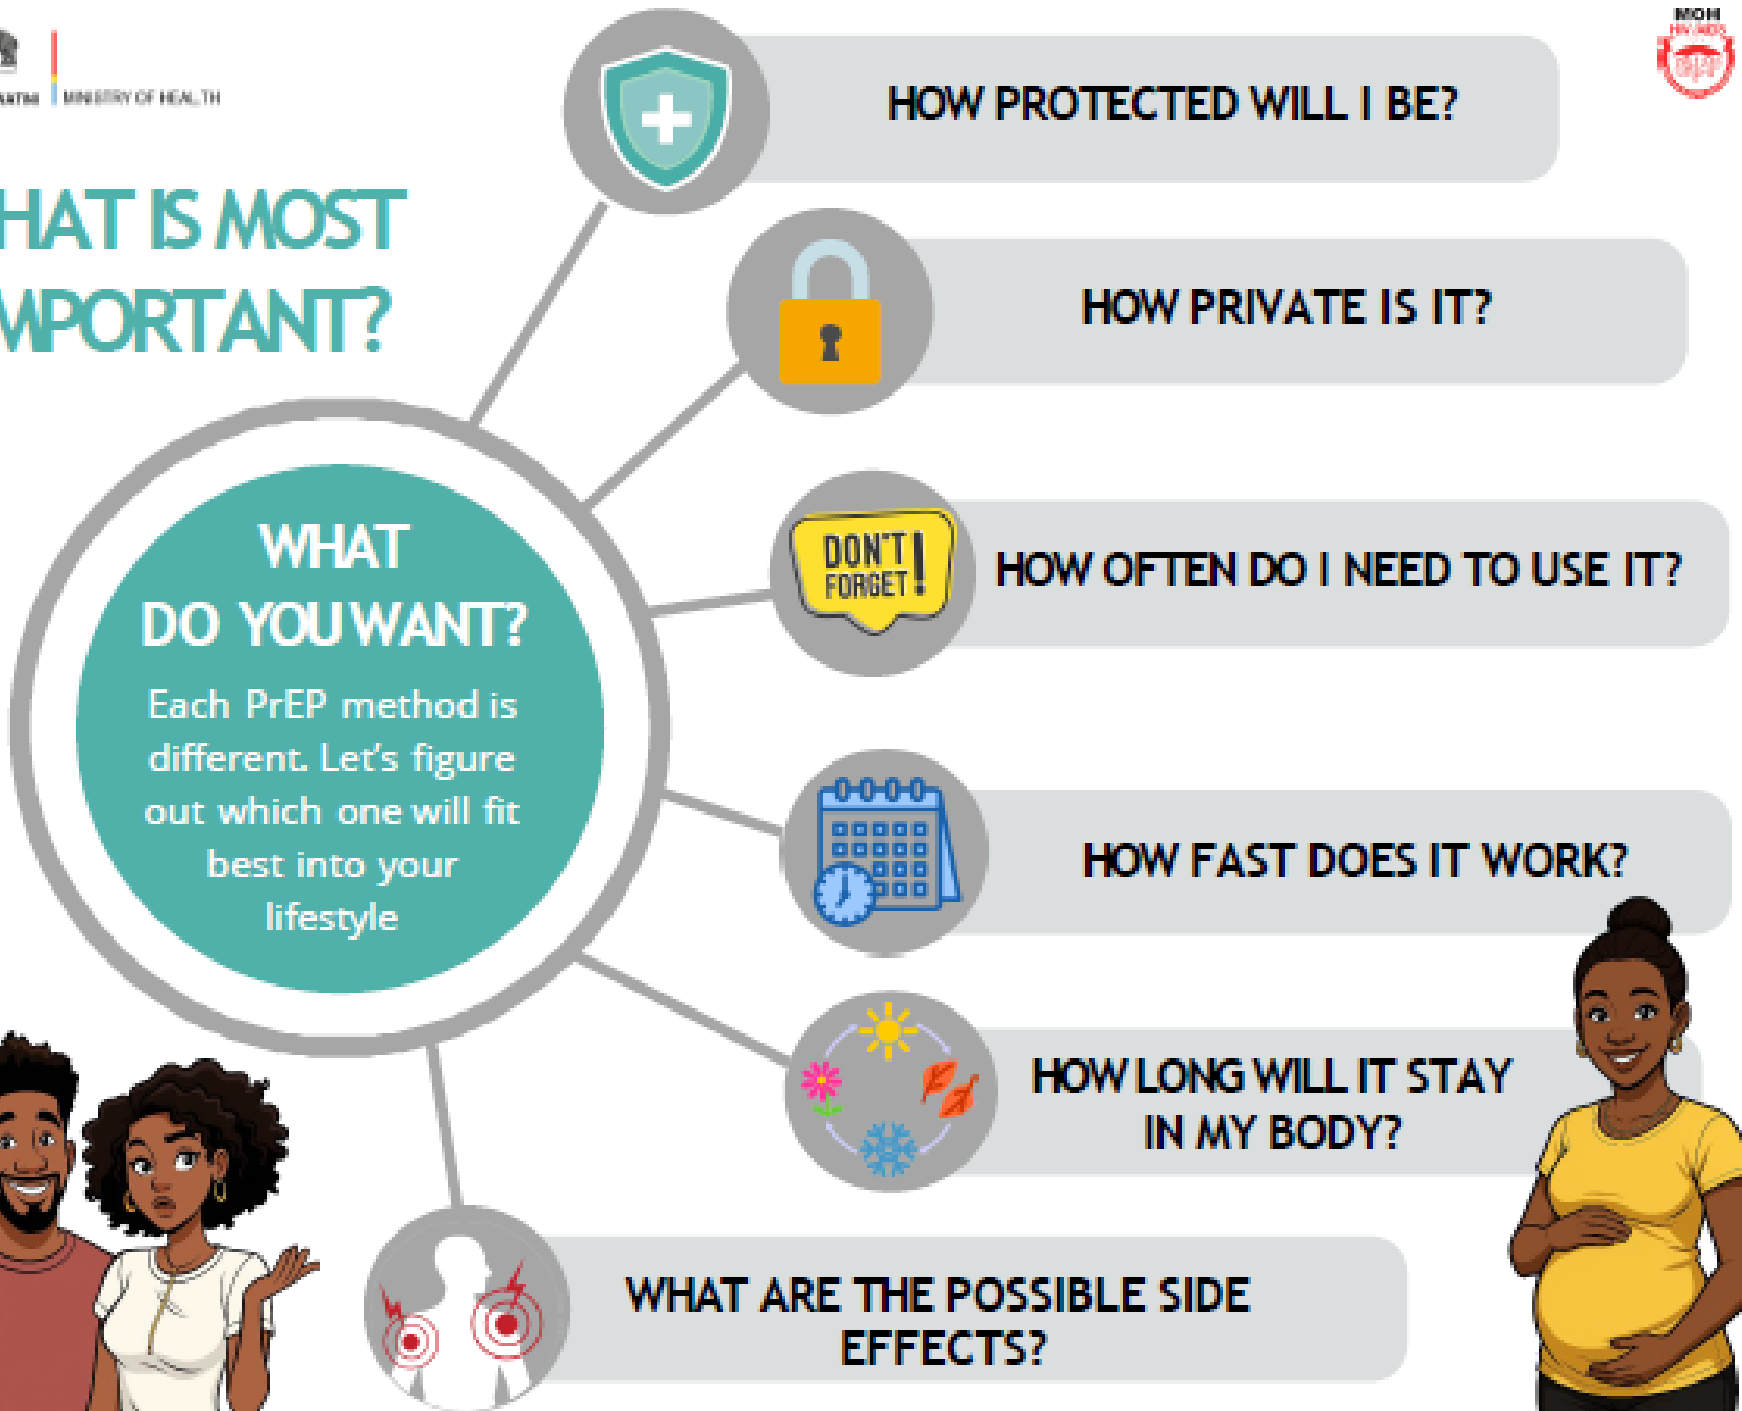 MINISTRY OF HEALTH
MOH
HIV/AIDS
HAT IS MOST
MPORTANT?
HOW PROTECTED WILL I BE?
HOW PRIVATE IS IT?
DON'T
FORGET!
HOW OFTEN DO I NEED TO USE IT?
WHAT
DO YOU WANT?
Each PrEP method is
different. Let's figure
out which one will fit
best into your
lifestyle
HOW FAST DOES IT WORK?
HOW LONG WILL IT STAY
IN MY BODY?
WHAT ARE THE POSSIBLE SIDE
EFFECTS?